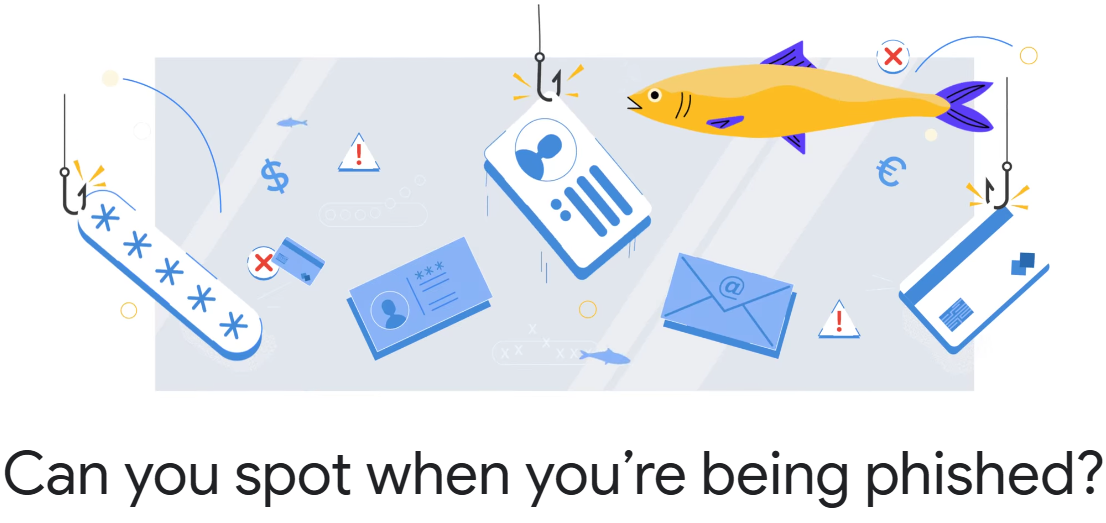 $
!
€
* * * * *
***
@
!
X X X X X X
Can you spot when you're being phished?